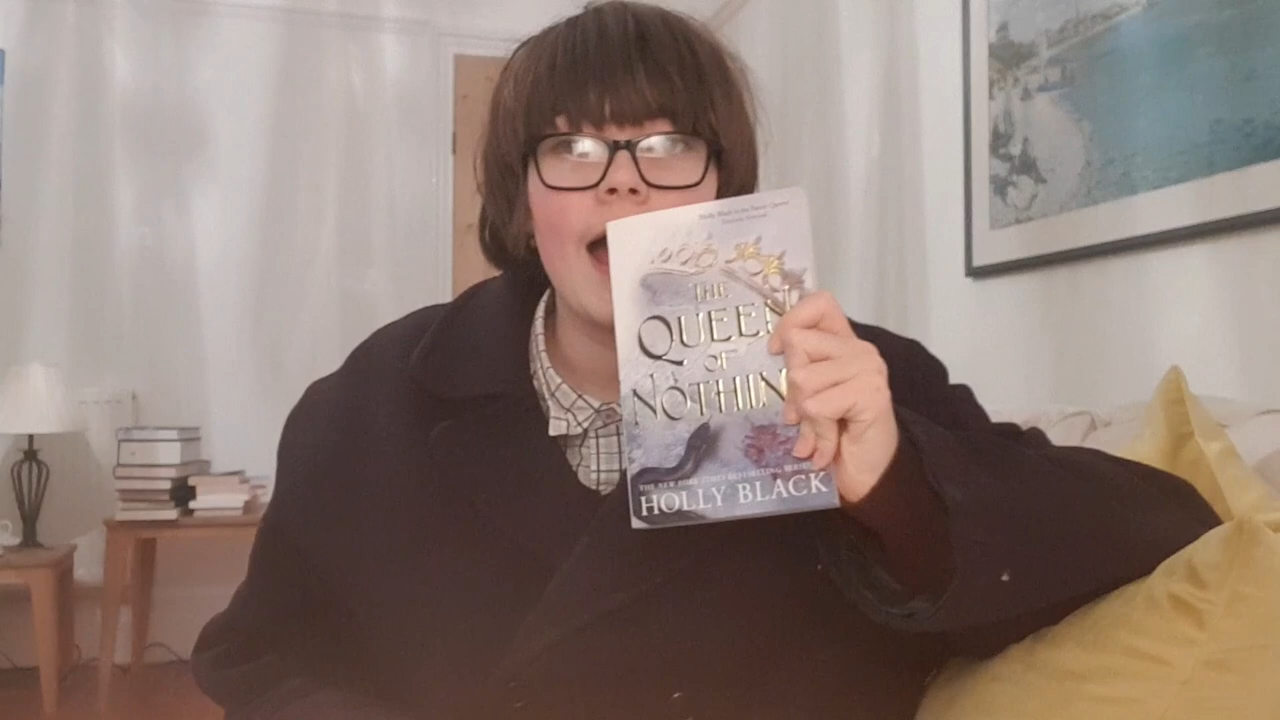 THE
QUEEN
OF
NOTHIN
THE NEW YORK TIMES BESTSELLING SERIES
HOLLY BLACK